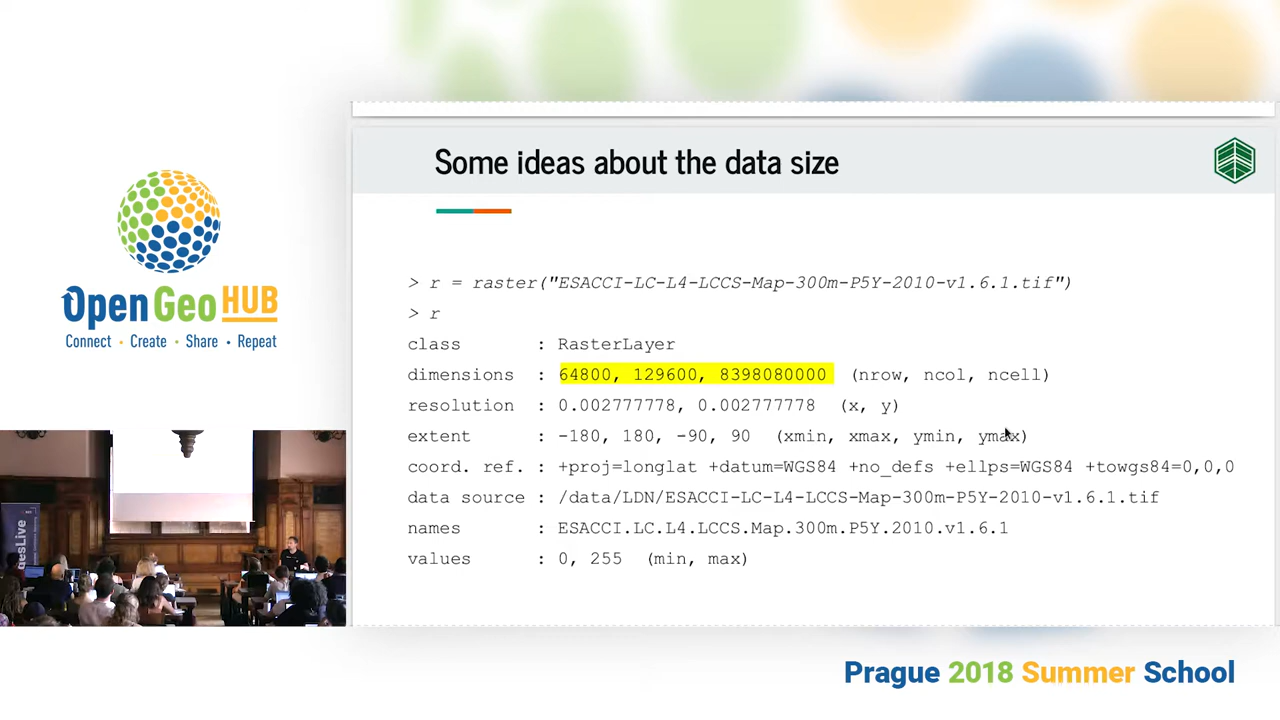 OpenGeoHUB
Connect • Create • Share • Repeat
Some ideas about the data size
> r = raster("ESACCI-LC-L4-LCCS-Map-300m-P5Y-2010-v1.6.1.tif")
> r
class : RasterLayer
dimensions : 64800, 129600, 8398080000 (nrow, ncol, ncell)
resolution : 0.002777778, 0.002777778 (x, y)
extent : -180, 180, -90, 90 (xmin, xmax, ymin, ymax)
coord. ref. : +proj=longlat +datum=WGS84 +no_defs +ellps=WGS84 +towgs84=0,0,0
data source : /data/LDN/ESACCI-LC-L4-LCCS-Map-300m-P5Y-2010-v1.6.1.tif
names : ESACCI.LC.L4.LCCS.Map.300m.P5Y.2010.v1.6.1
values : 0, 255 (min, max)
gesLive
Prague 2018 Summer School